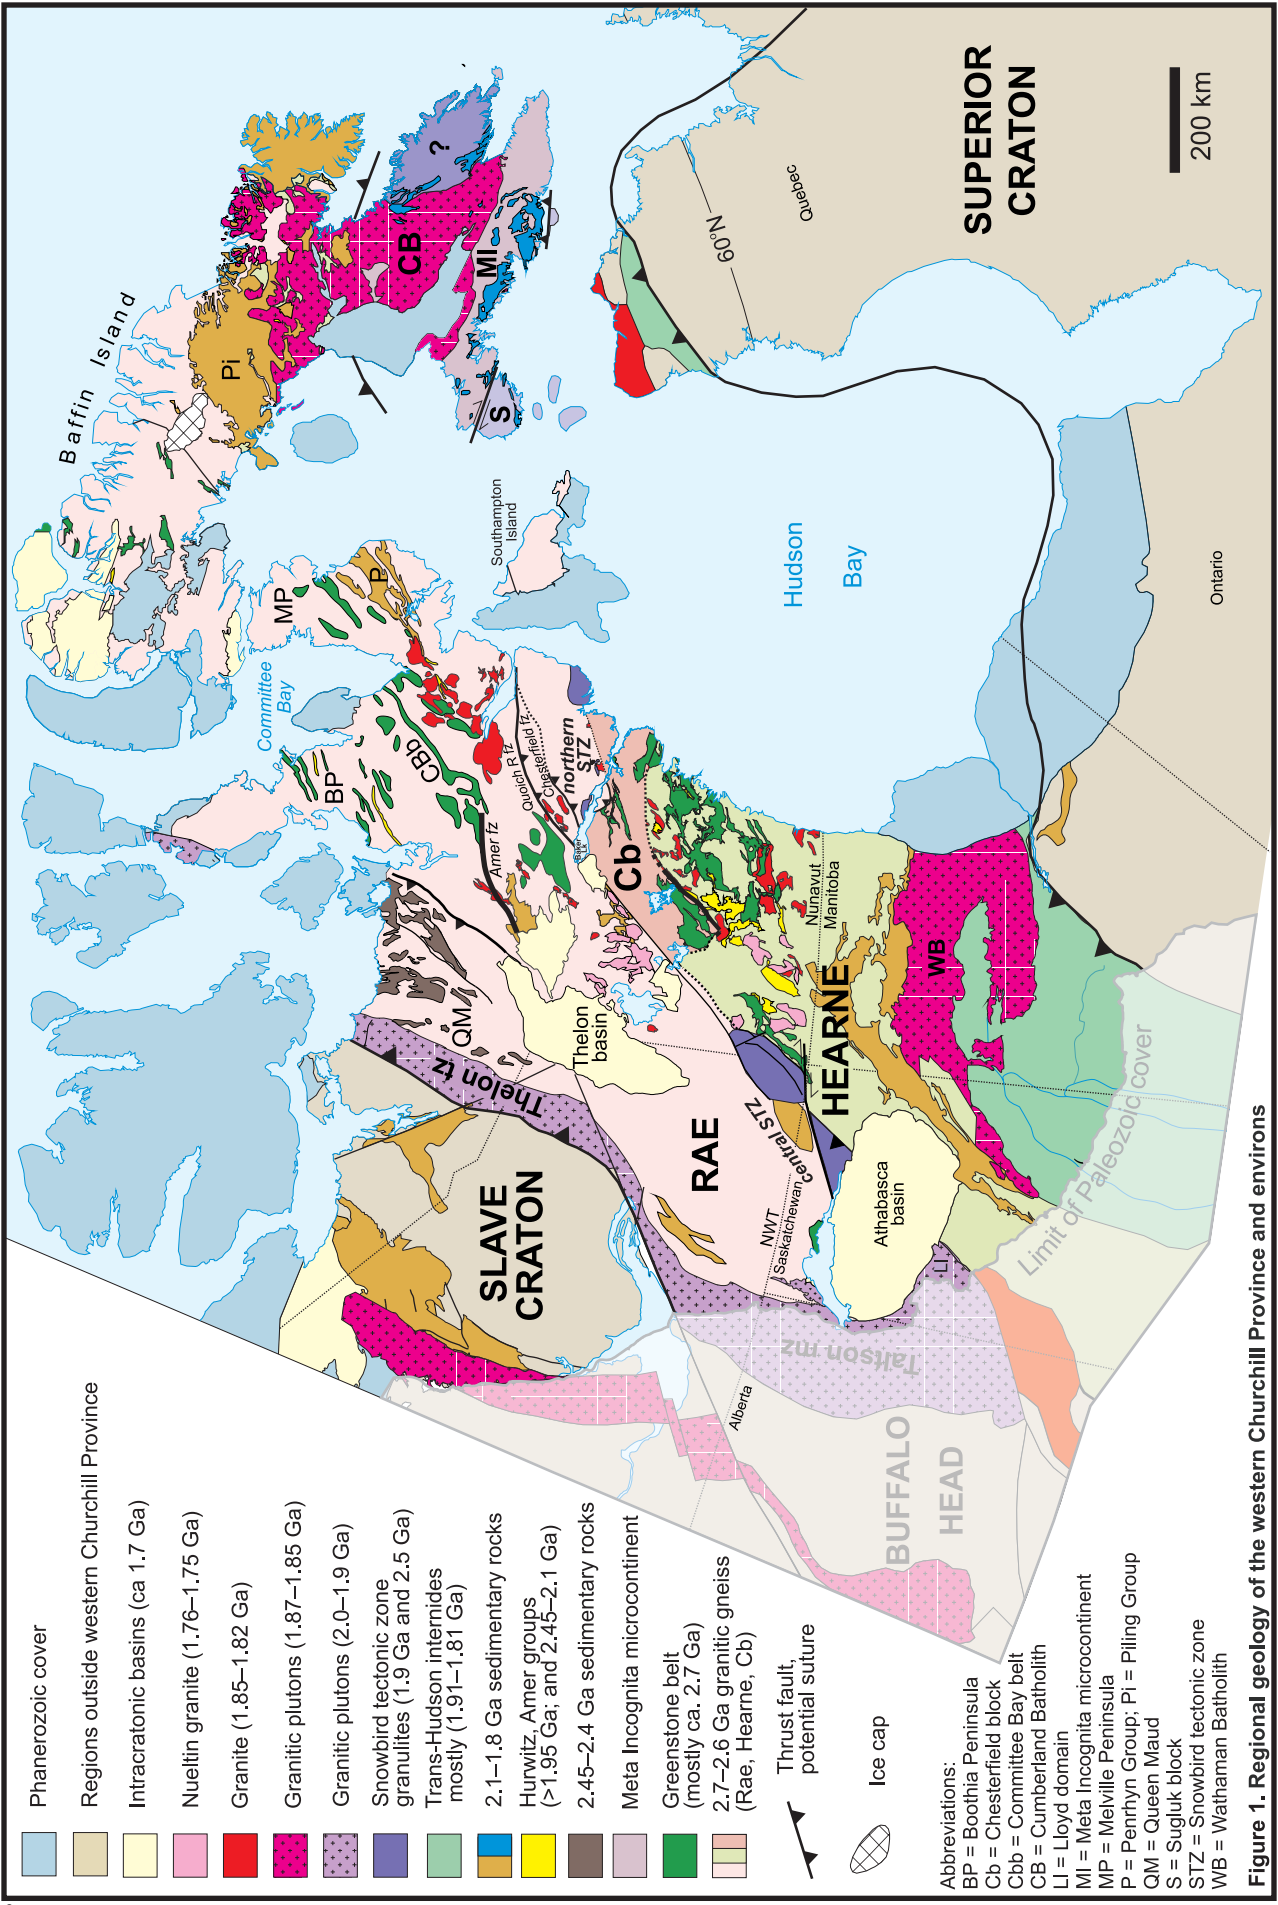 Phanerozoic cover
Regions outside western Churchill Province
Intracratonic basins (ca 1.7 Ga)
Nueltin granite (1.76–1.75 Ga)
Granite (1.85–1.82 Ga)
Granitic plutons (1.87–1.85 Ga)
Granitic plutons (2.0–1.9 Ga)
Snowbird tectonic zone
granulites (1.9 Ga and 2.5 Ga)
Trans-Hudson internides
mostly (1.91–1.81 Ga)
2.1–1.8 Ga sedimentary rocks
Hurwitz, Amer groups
(>1.95 Ga; and 2.45–2.1 Ga)
2.45–2.4 Ga sedimentary rocks
Meta Incognita microcontinent
Greenstone belt
(mostly ca. 2.7 Ga)
2.7–2.6 Ga granitic gneiss
(Rae, Hearne, Cb)
Thrust fault,
potential suture
Ice cap
Abbreviations:
BP = Boothia Peninsula
Cb = Chesterfield block
Cbb = Committee Bay belt
CB = Cumberland Batholith
LI = Lloyd domain
MI = Meta Incognita microcontinent
MP = Melville Peninsula
P = Penrhyn Group; Pi = Piling Group
QM = Queen Maud
S = Sugluk block
STZ = Snowbird tectonic zone
WB = Wathaman Batholith
Baffin Island
Pi
CB
?
MI
S
MP
P
Committee
Bay
Southampton
Island
BP
CBb
Amer fz
Quoich R fz
Chesterfield fz
northern
STZ
Baker
Lk
Cb
Hudson
Bay
60°N
Quebec
SUPERIOR
CRATON
200 km
Ontario
QM
Thelon tz
Thelon
basin
SLAVE
CRATON
RAE
Central STZ
NWT
Saskatchewan
Nunavut
Manitoba
HEARNE
WB
Athabasca
basin
LI
Limit of Paleozoic cover
Taltson mz
Alberta
BUFFALO
HEAD
Figure 1. Regional geology of the western Churchill Province and environs